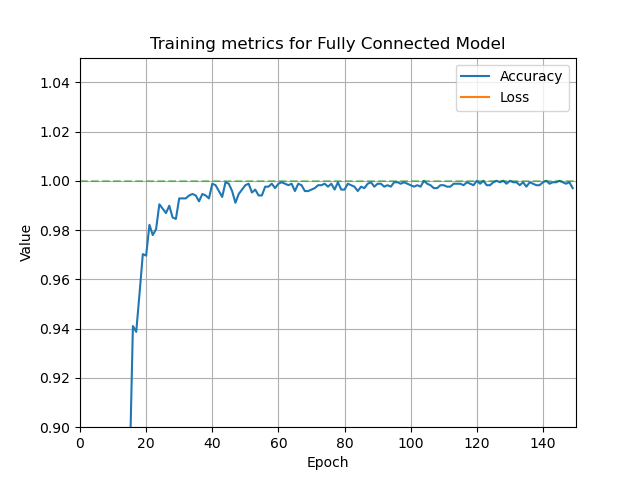 Training metrics for Fully Connected Model
Accuracy
Loss
1.04
1.02
1.00
0.98
0.96
0.94
0.92
0.90
Value
0 20 40 60 80 100 120 140
Epoch